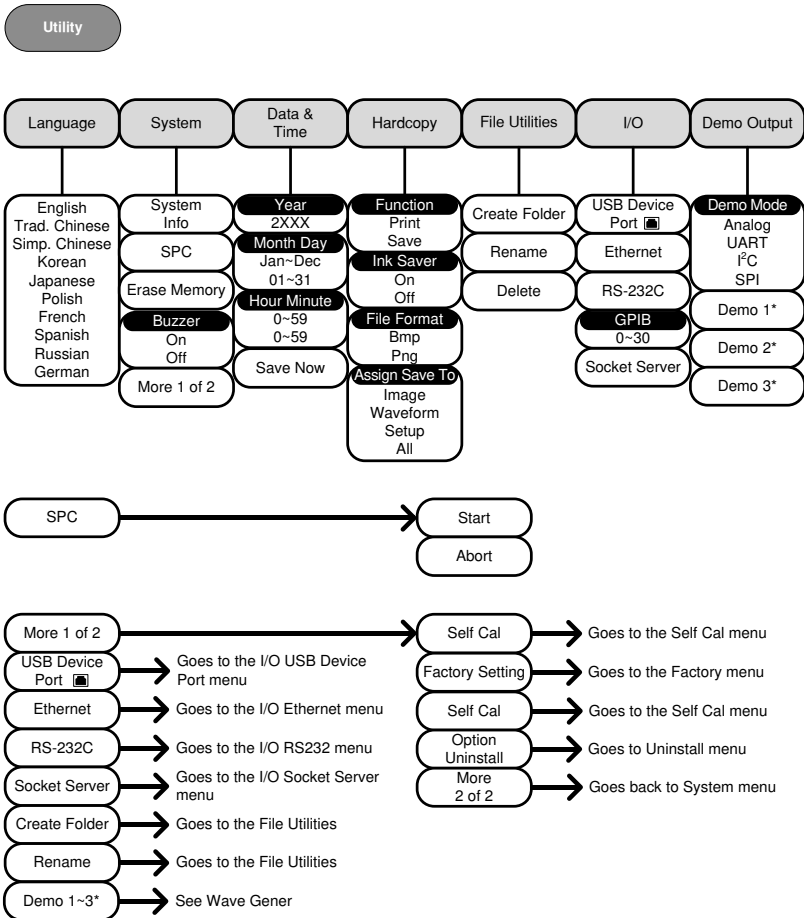 Utility
Language
System
Data &
Time
Hardcopy
File Utilities
I/O
Demo Output
English
Trad. Chinese
Simp. Chinese
Korean
Japanese
Polish
French
Spanish
Russian
German
System
Info
SPC
Erase Memory
Buzzer
On
Off
More 1 of 2
Year
2XXX
Month Day
Jan~Dec
01~31
Hour Minute
0~59
0~59
Save Now
Function
Print
Save
Ink Saver
On
Off
File Format
Bmp
Png
Assign Save To
Image
Waveform
Setup
All
Create Folder
Rename
Delete
USB Device
Port
Ethernet
RS-232C
GPIB
0~30
Socket Server
Demo Mode
Analog
UART
I²C
SPI
Demo 1*
Demo 2*
Demo 3*
SPC
Start
Abort
More 1 of 2
USB Device
Port
Goes to the I/O USB Device
Port menu
Ethernet
Goes to the I/O Ethernet menu
RS-232C
Goes to the I/O RS232 menu
Socket Server
Goes to the I/O Socket Server
menu
Create Folder
Goes to the File Utilities
Rename
Goes to the File Utilities
Demo 1~3*
See Wave Gener
Self Cal
Goes to the Self Cal menu
Factory Setting
Goes to the Factory menu
Self Cal
Goes to the Self Cal menu
Option
Uninstall
Goes to Uninstall menu
More
2 of 2
Goes back to System menu